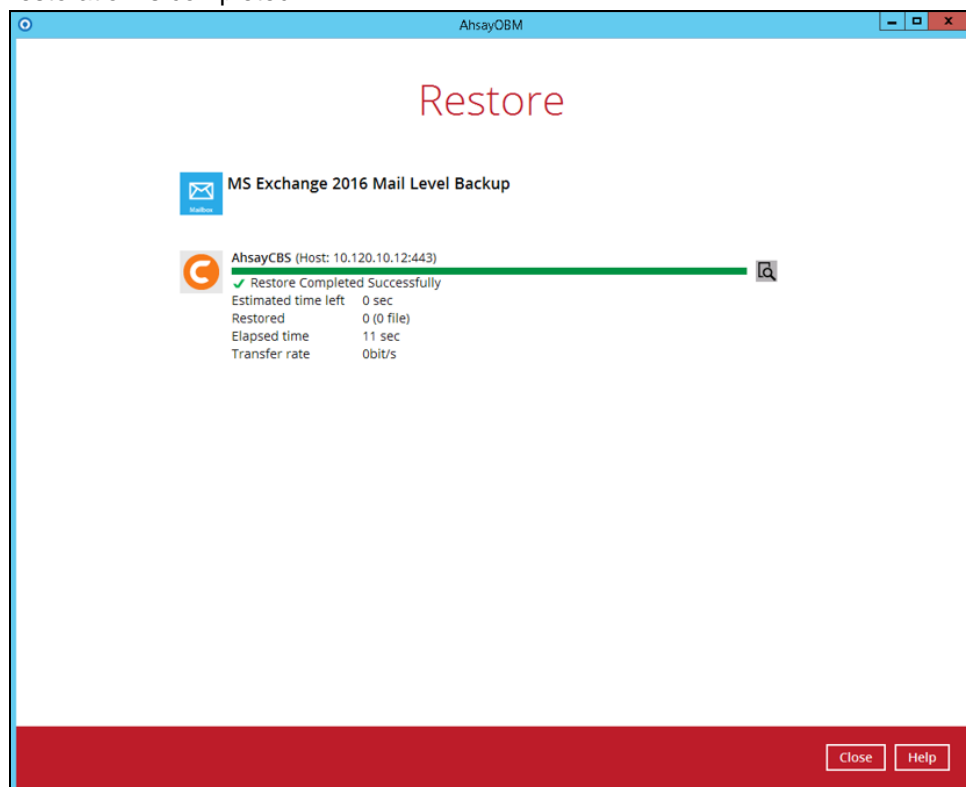 AhsayOBM
Restore
MS Exchange 2016 Mail Level Backup
Mailbox
AhsayCBS (Host: 10.120.10.12:443)
Restore Completed Successfully
Estimated time left 0 sec
Restored 0 (0 file)
Elapsed time 11 sec
Transfer rate 0bit/s
Close Help